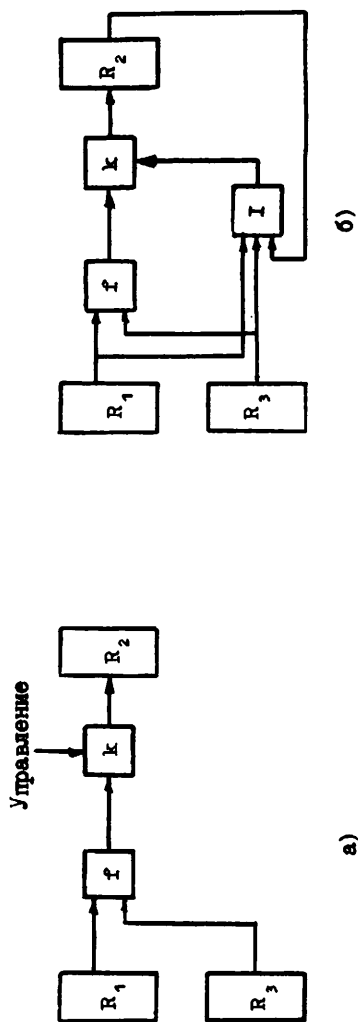 Управление
R₁
f
k
R₂
R₃
а)
R₁
f
k
R₂
R₃
I
б)